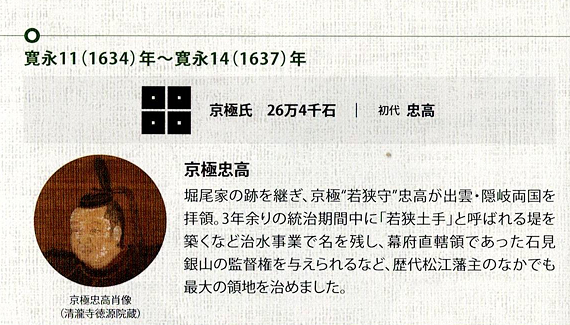 寛永11(1634)年～寛永14(1637)年
京極氏 26万4千石 | 初代 忠高
京極忠高
堀尾家の跡を継ぎ、京極“若狭守”忠高が出雲・隠岐両国を
拝領。3年余りの統治期間中に「若狭土手」と呼ばれる堤を
築くなど治水事業で名を残し、幕府直轄領であった石見
銀山の監督権を与えられるなど、歴代松江藩主のなかでも
最大の領地を治めました。
京極忠高肖像
(清瀧寺徳源院蔵)